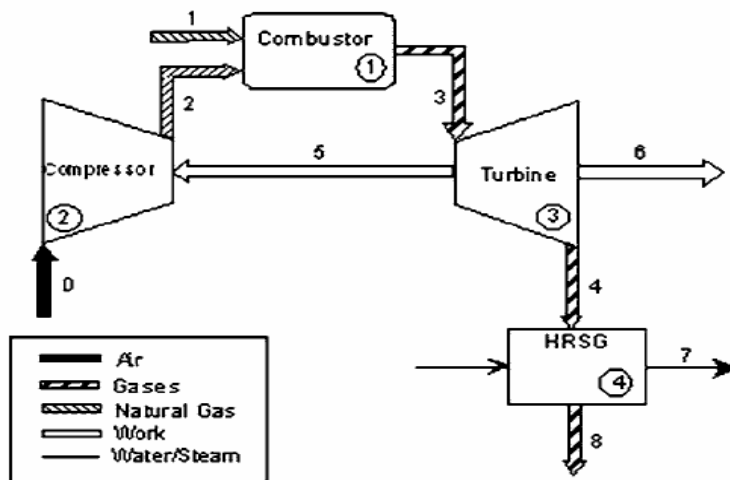 1
Combustor
1
2
3
Compressor
5
Turbine
6
2
3
0
4
HRSG
7
4
8
Air
Gases
Natural Gas
Work
Water/Steam